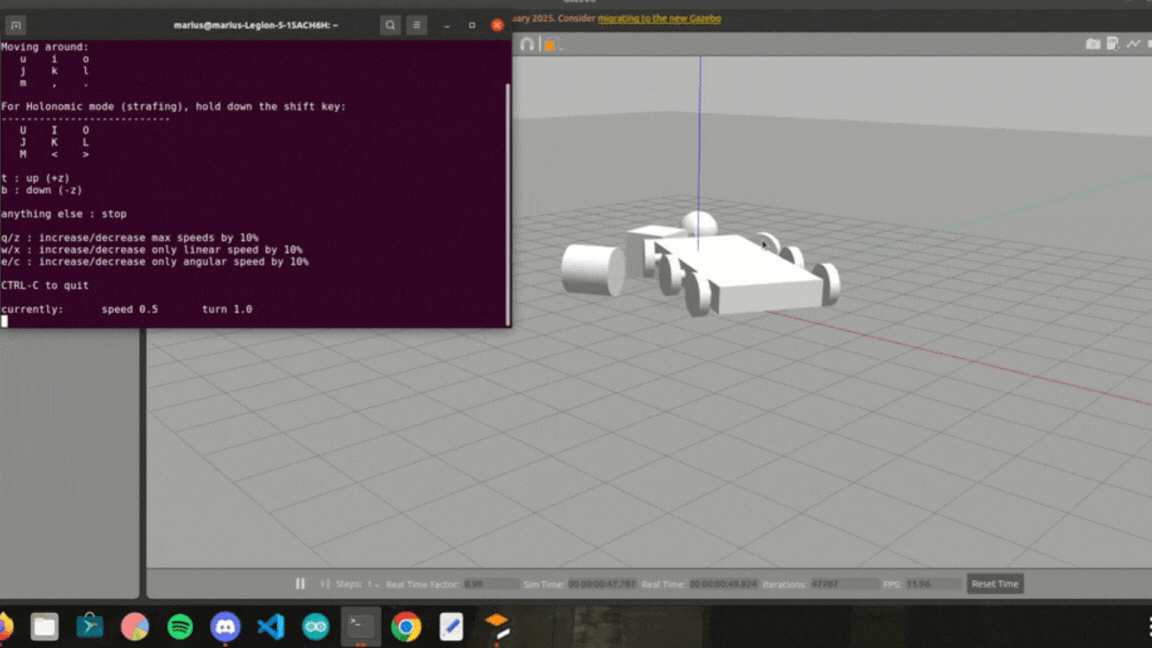 marius@marius-Legion-5-15ACH6H: ~
uary 2025. Consider migrating to the new Gazebo
Moving around:
u i o
j k l
m , .
For Holonomic mode (strafing), hold down the shift key:
---------------------------
U I O
J K L
M < >
t : up (+z)
b : down (-z)
anything else : stop
q/z : increase/decrease max speeds by 10%
w/x : increase/decrease only linear speed by 10%
e/c : increase/decrease only angular speed by 10%
CTRL-C to quit
currently: speed 0.5 turn 1.0
Steps: 1 Real Time Factor: 0.99 Sim Time: 00 00:00:47.787 Real Time: 00 00:00:49.824 Iterations: 47787 FPS: 11.96 Reset Time